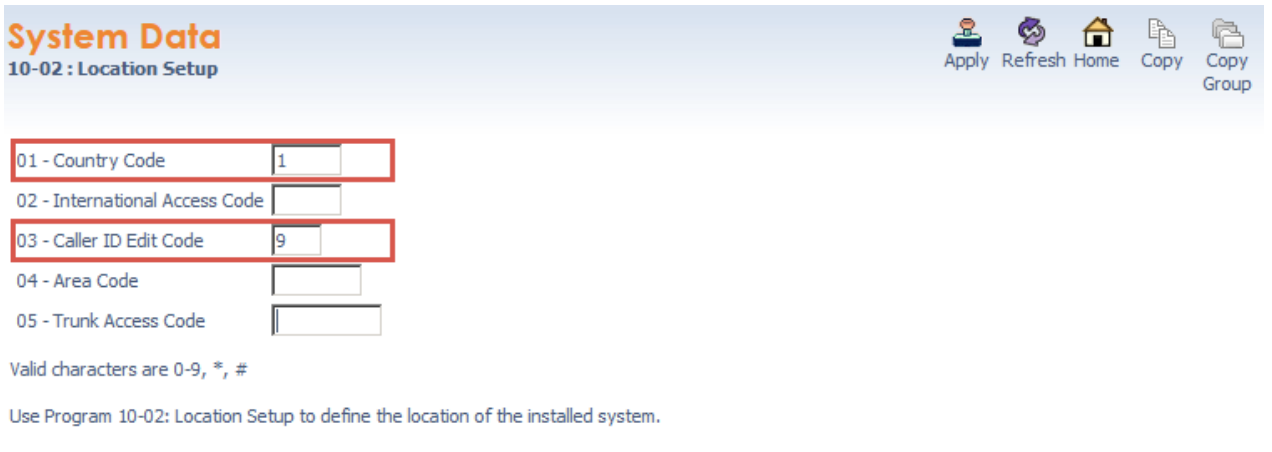 System Data
10-02 : Location Setup
Apply Refresh Home Copy Copy Group
01 - Country Code 1
02 - International Access Code
03 - Caller ID Edit Code 9
04 - Area Code
05 - Trunk Access Code
Valid characters are 0-9, *, #
Use Program 10-02: Location Setup to define the location of the installed system.